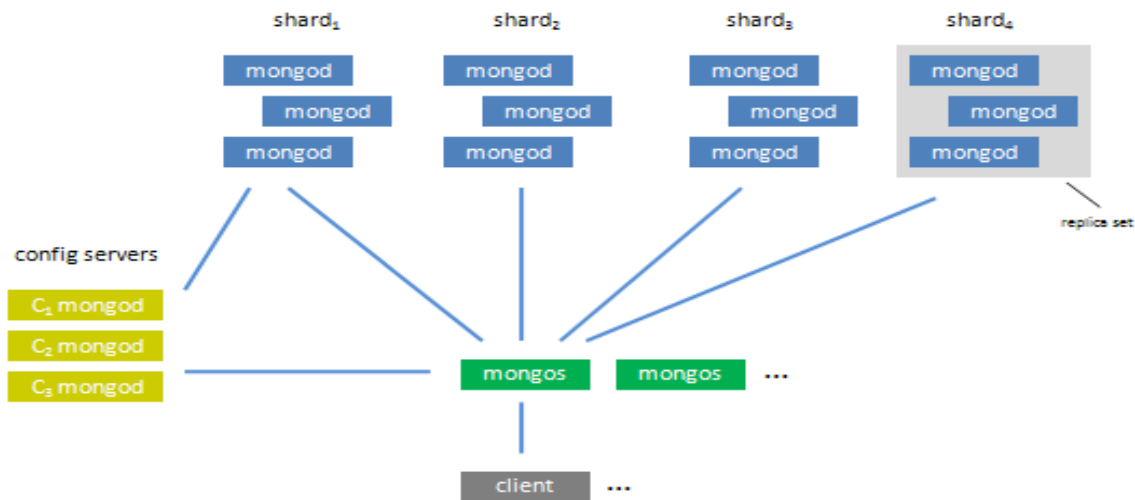 shard₁ shard₂ shard₃ shard₄
mongod mongod mongod mongod
mongod mongod mongod mongod
mongod mongod mongod mongod
replica set
config servers
C₁ mongod
C₂ mongod
C₃ mongod
mongos mongos ...
client ...